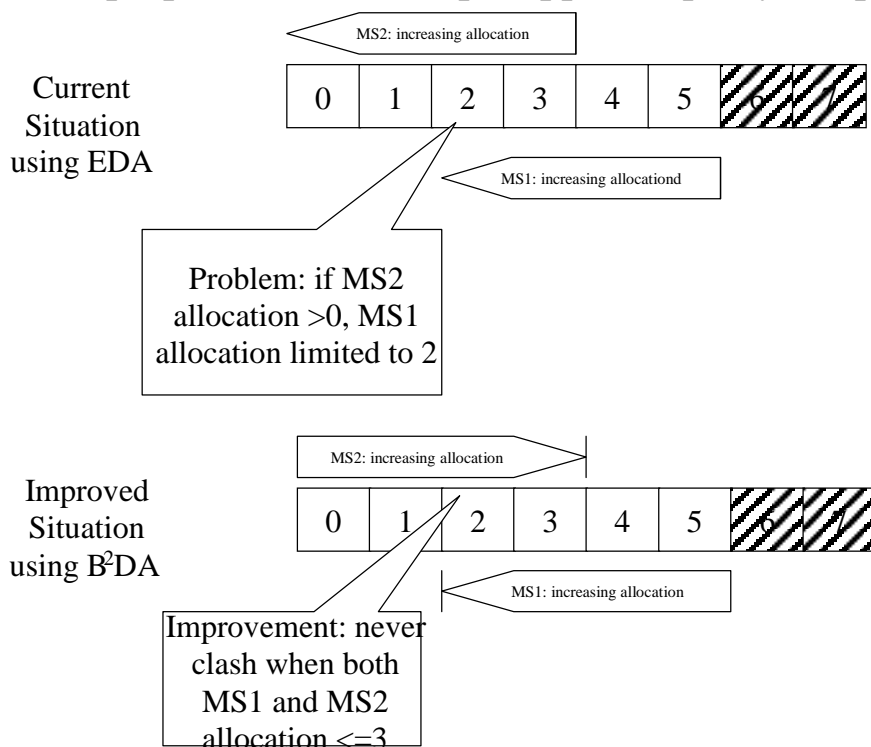 MS2: increasing allocation
Current
Situation
using EDA
0 1 2 3 4 5 6 7
MS1: increasing allocationd
Problem: if MS2
allocation >0, MS1
allocation limited to 2
MS2: increasing allocation
Improved
Situation
using B²DA
0 1 2 3 4 5 6 7
MS1: increasing allocation
Improvement: never
clash when both
MS1 and MS2
allocation <=3